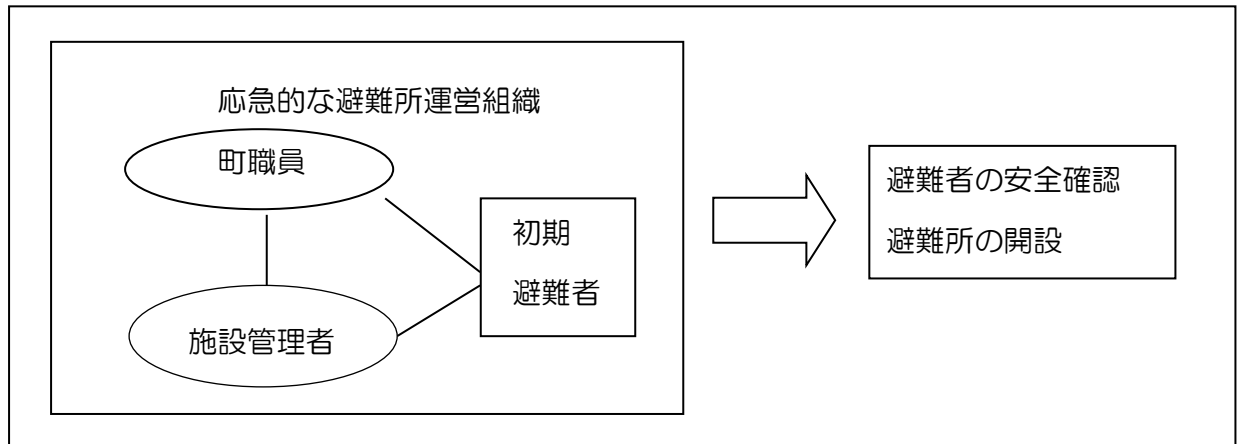 応急的な避難所運営組織
町職員
初期
避難者
施設管理者
避難者の安全確認
避難所の開設